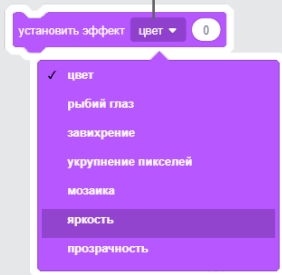 установить эффект цвет 0
цвет
рыбий глаз
завихрение
укрупнение пикселей
мозаика
яркость
прозрачность